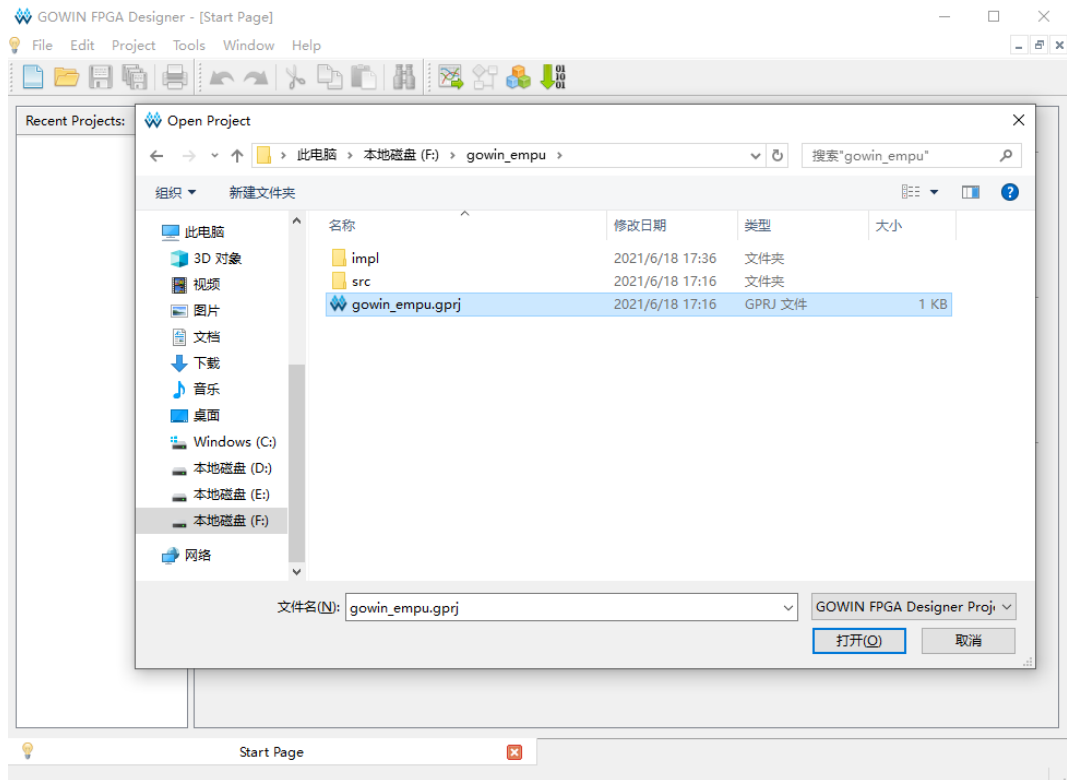 GOWIN FPGA Designer - [Start Page]
File Edit Project Tools Window Help
Recent Projects:
Open Project
此电脑 › 本地磁盘 (F:) › gowin_empu ›
搜索"gowin_empu"
组织 新建文件夹
名称 修改日期 类型 大小
此电脑
3D 对象
视频
图片
文档
下载
音乐
桌面
Windows (C:)
本地磁盘 (D:)
本地磁盘 (E:)
本地磁盘 (F:)
网络
impl 2021/6/18 17:36 文件夹
src 2021/6/18 17:16 文件夹
gowin_empu.gprj 2021/6/18 17:16 GPRJ 文件 1 KB
文件名(N): gowin_empu.gprj
GOWIN FPGA Designer Proj
打开(O) 取消
Start Page